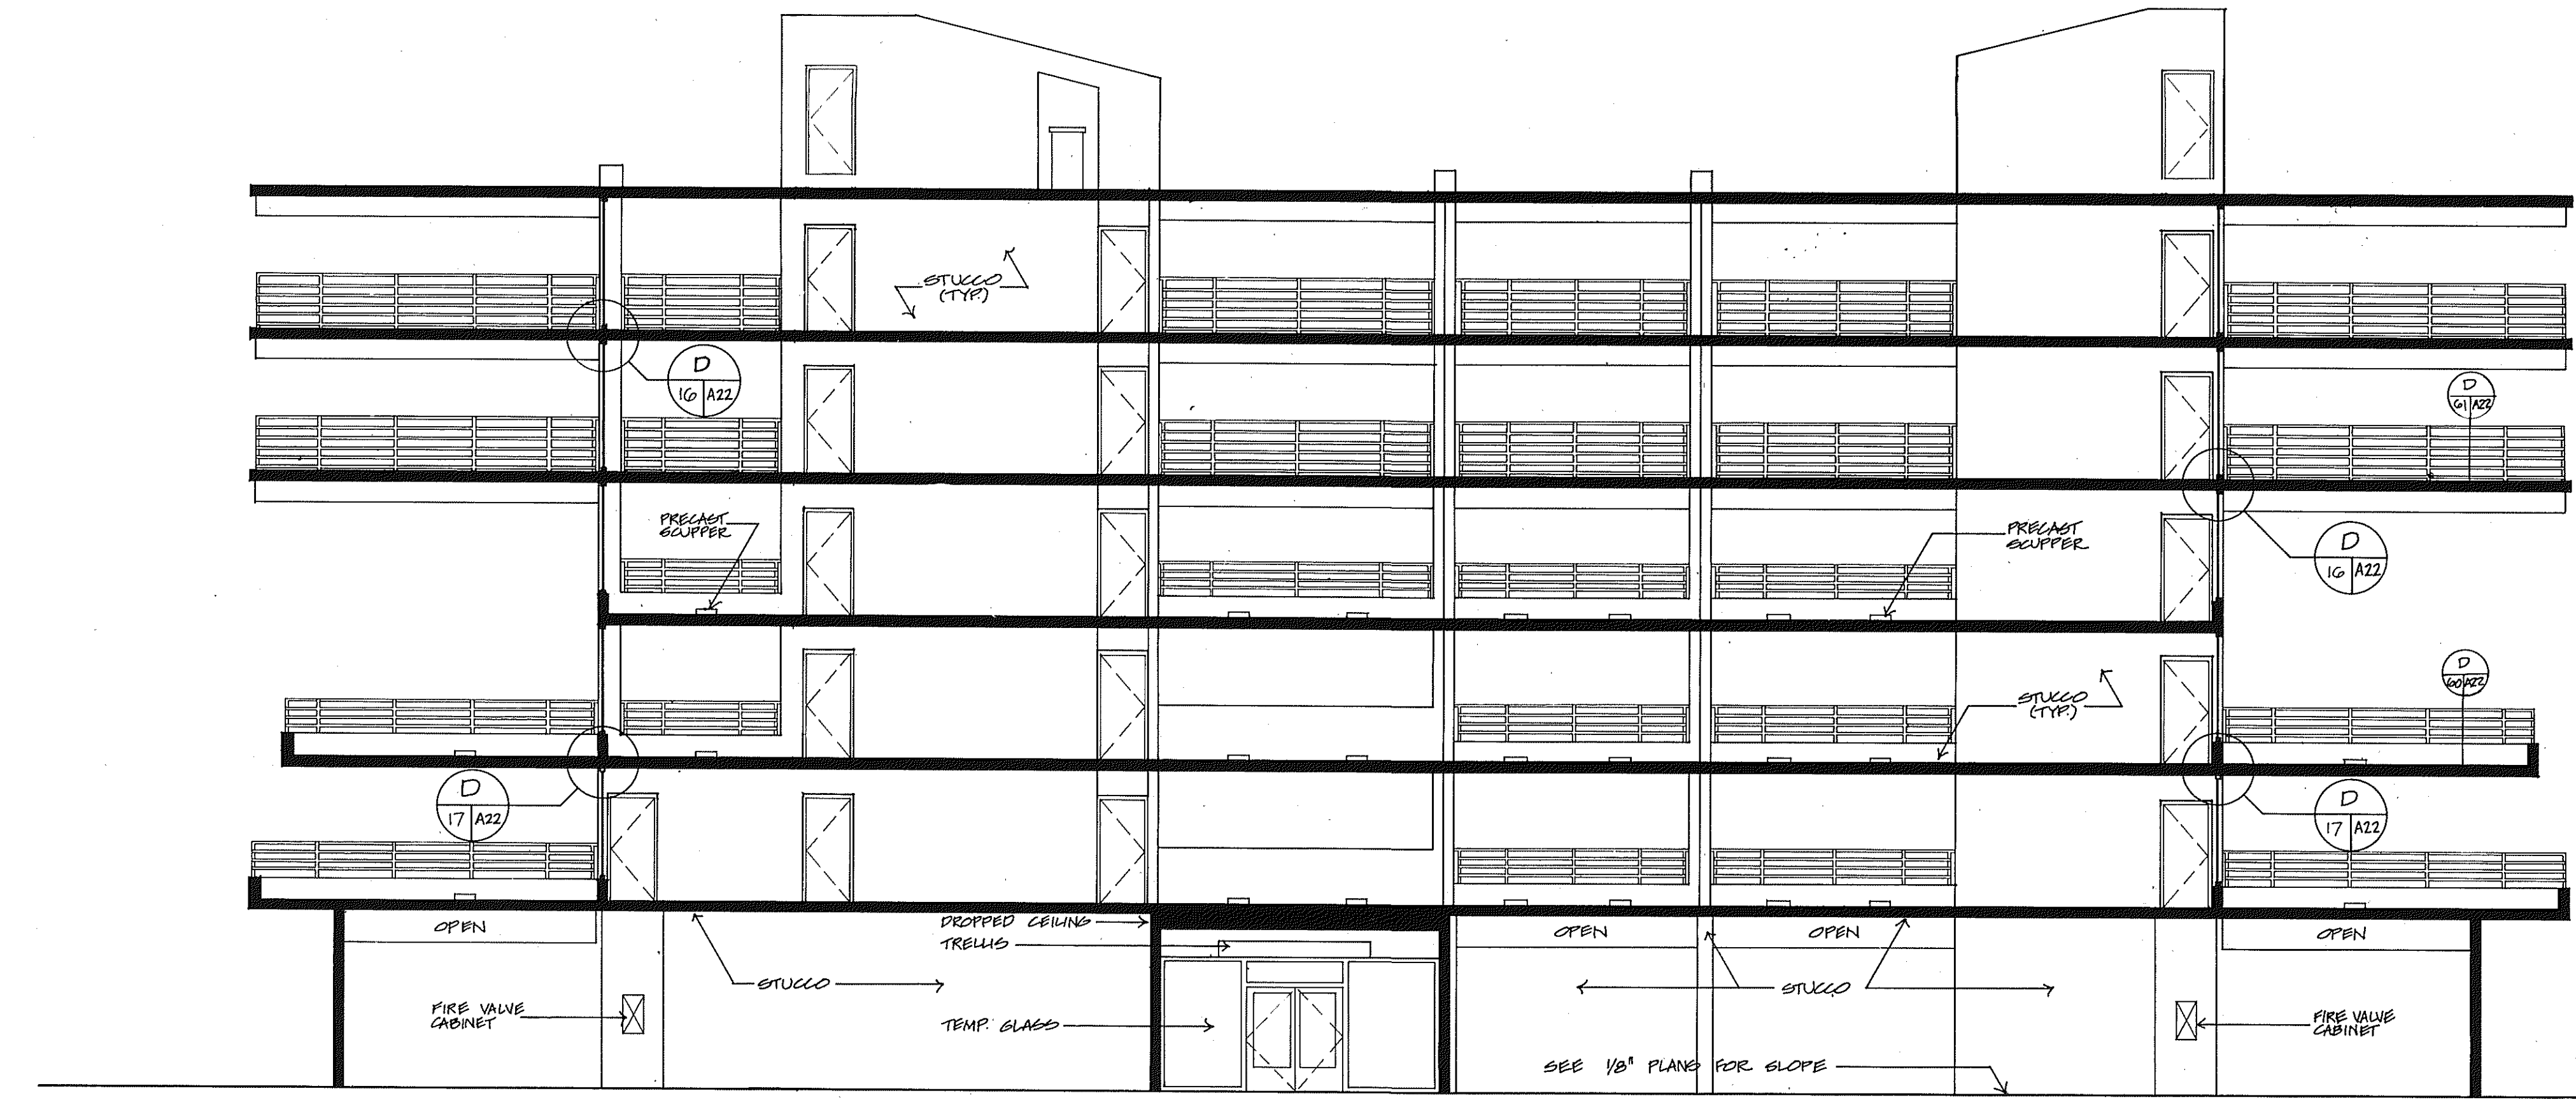 STUCCO
(TYP.)
D
16 A22
D
61 A22
PRECAST
SCUPPER
PRECAST
SCUPPER
D
16 A22
D
60 A22
STUCCO
(TYP.)
D
17 A22
D
17 A22
OPEN
DROPPED CEILING
TRELLIS
OPEN
OPEN
OPEN
STUCCO
STUCCO
FIRE VALVE
CABINET
TEMP. GLASS
FIRE VALVE
CABINET
SEE 1/8" PLANS FOR SLOPE